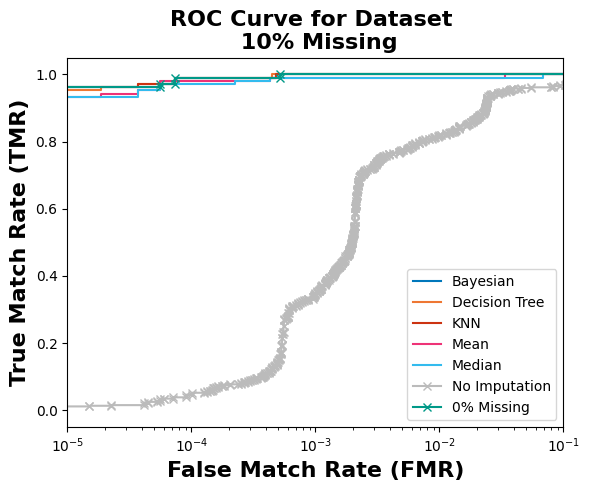 ROC Curve for Dataset
10% Missing
True Match Rate (TMR)
1.0
0.8
0.6
0.4
0.2
0.0
Bayesian
Decision Tree
KNN
Mean
Median
No Imputation
0% Missing
10⁻⁵
10⁻⁴
10⁻³
10⁻²
10⁻¹
False Match Rate (FMR)